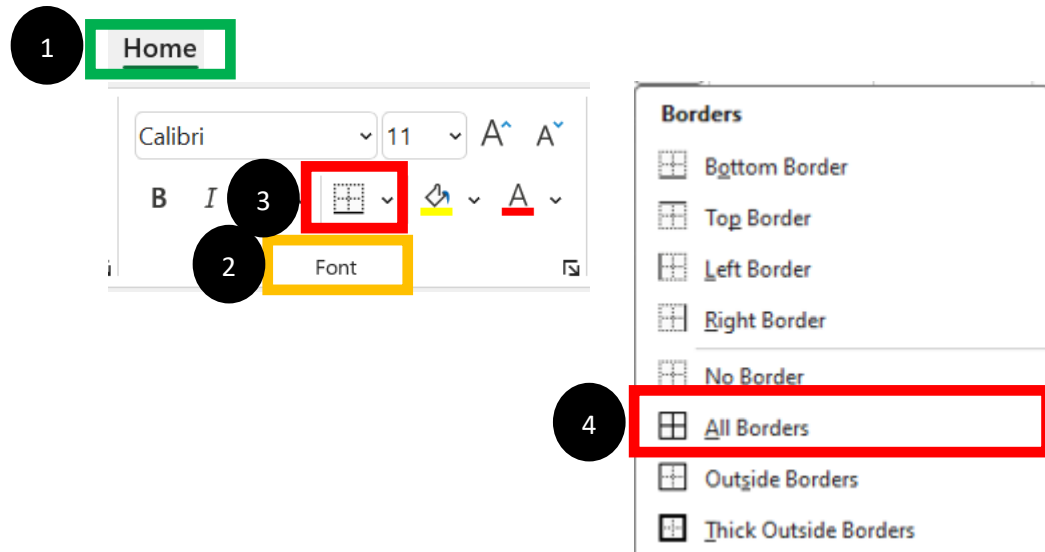 1
Home
Calibri
11
A
A
B
I
3
A
2
Font
Borders
Bottom Border
Top Border
Left Border
Right Border
No Border
4
All Borders
Outside Borders
Thick Outside Borders